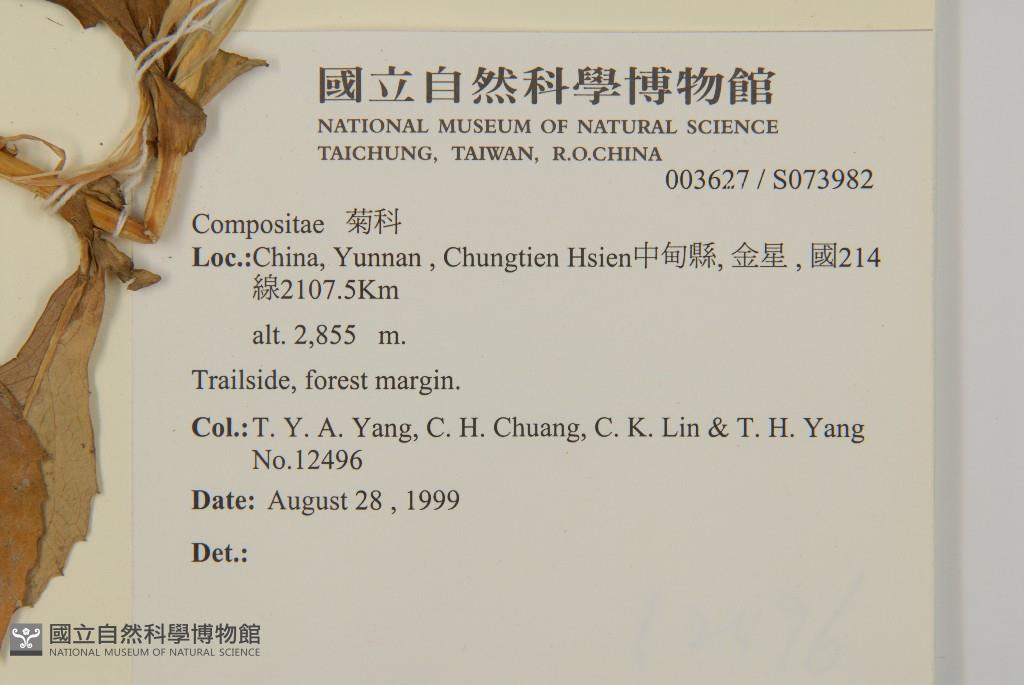 國立自然科學博物館
NATIONAL MUSEUM OF NATURAL SCIENCE
TAICHUNG, TAIWAN, R.O.CHINA
003627 / S073982
Compositae 菊科
Loc.:China, Yunnan , Chungtien Hsien中甸縣, 金星 , 國214
線2107.5Km
alt. 2,855 m.
Trailside, forest margin.
Col.: T. Y. A. Yang, C. H. Chuang, C. K. Lin & T. H. Yang
No.12496
Date: August 28 , 1999
Det.:
國立自然科學博物館
NATIONAL MUSEUM OF NATURAL SCIENCE